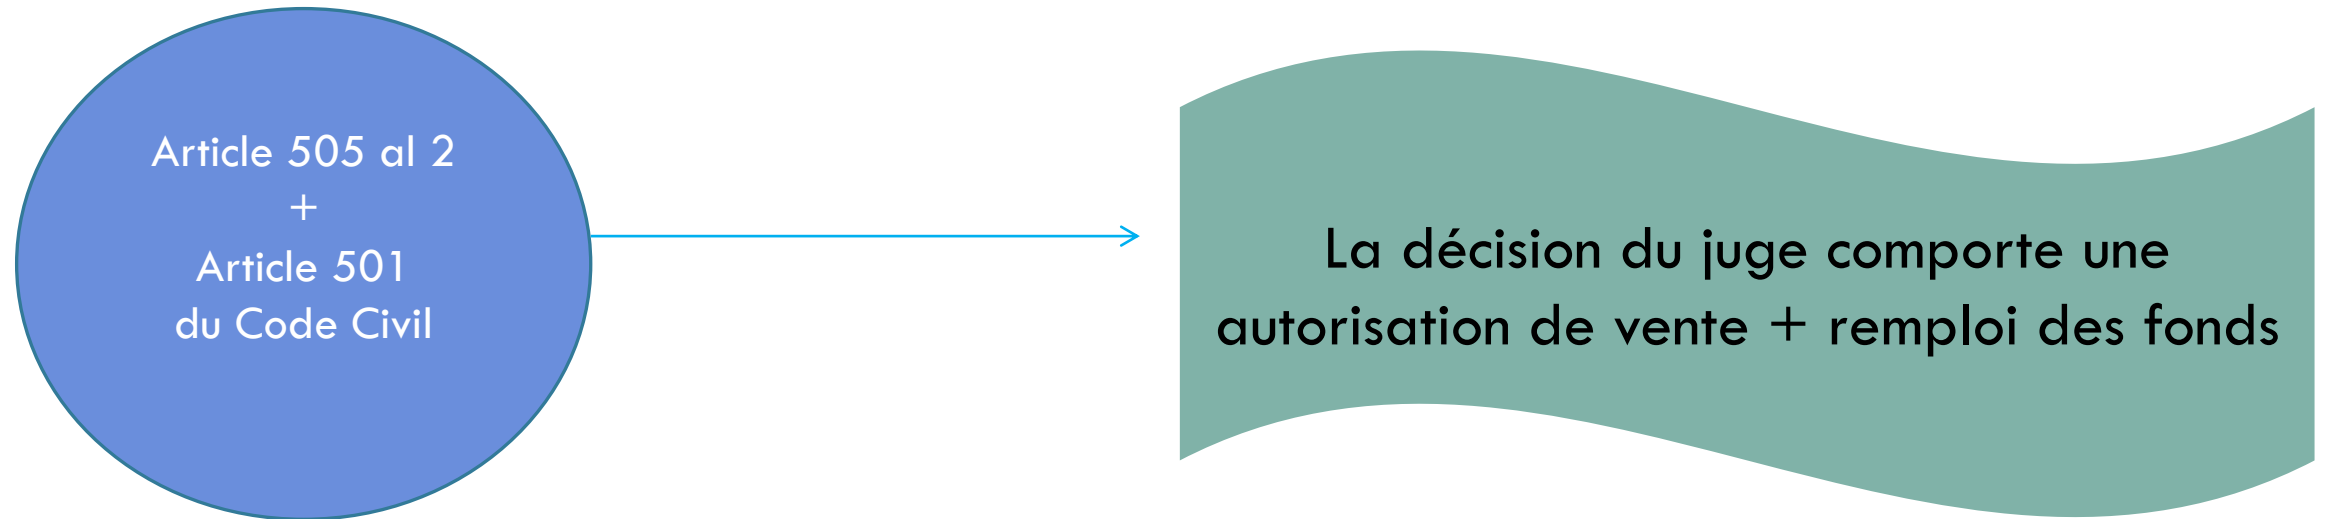 Article 505 al 2
+
Article 501
du Code Civil
La décision du juge comporte une
autorisation de vente + remploi des fonds